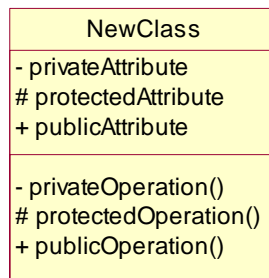 NewClass
- privateAttribute
# protectedAttribute
+ publicAttribute
- privateOperation()
# protectedOperation()
+ publicOperation()